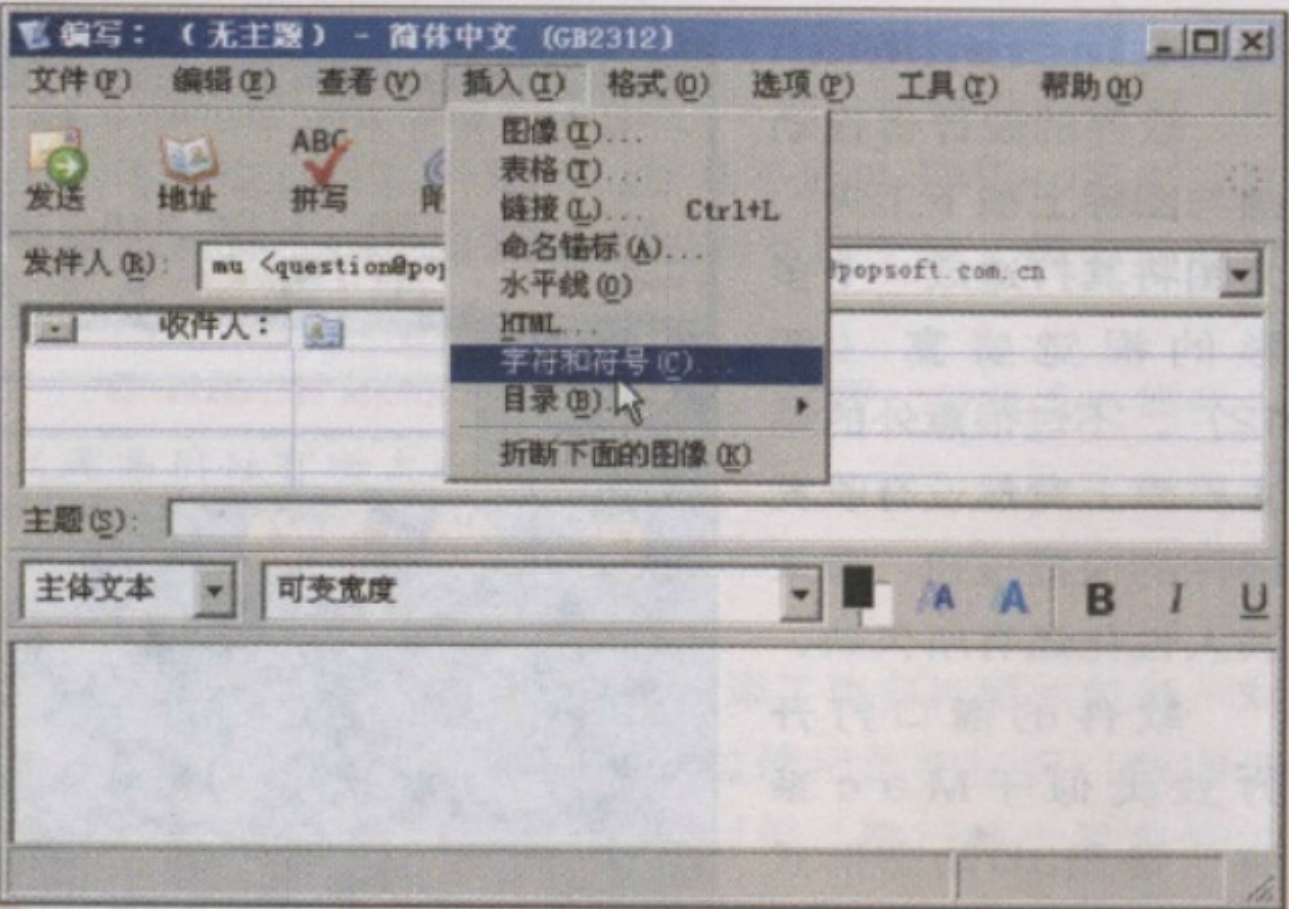 编写： （无主题） - 简体中文 (GB2312)
文件(F) 编辑(E) 查看(V) 插入(I) 格式(O) 选项(P) 工具(T) 帮助(H)
图像(I)...
表格(T)...
链接(L)... Ctrl+L
命名锚标(A)...
水平线(O)
HTML...
字符和符号(C)...
目录(B)
折断下面的图像(K)
发送 地址 ABC 拼写
发件人(R): mu <question@pop popsoft.com.cn
收件人：
主题(S):
主体文本 可变宽度 A A B I U